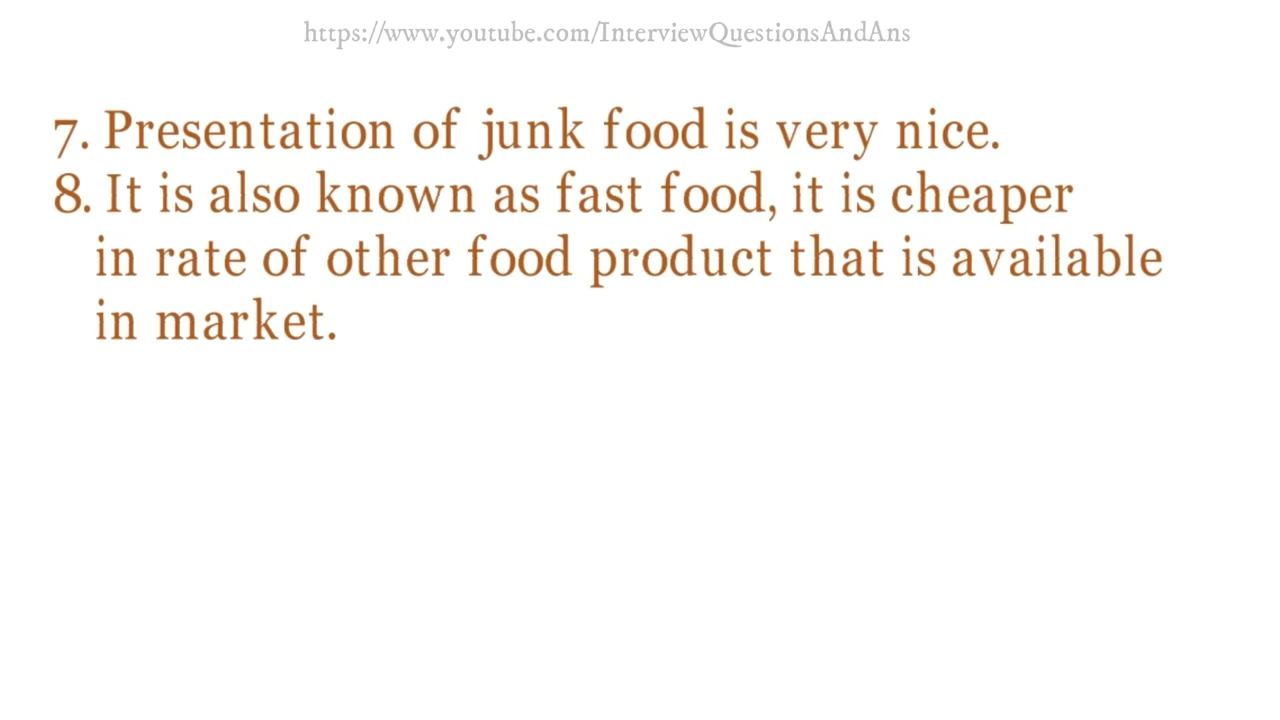 https://www.youtube.com/InterviewQuestionsAndAns
7. Presentation of junk food is very nice.
8. It is also known as fast food, it is cheaper
in rate of other food product that is available
in market.